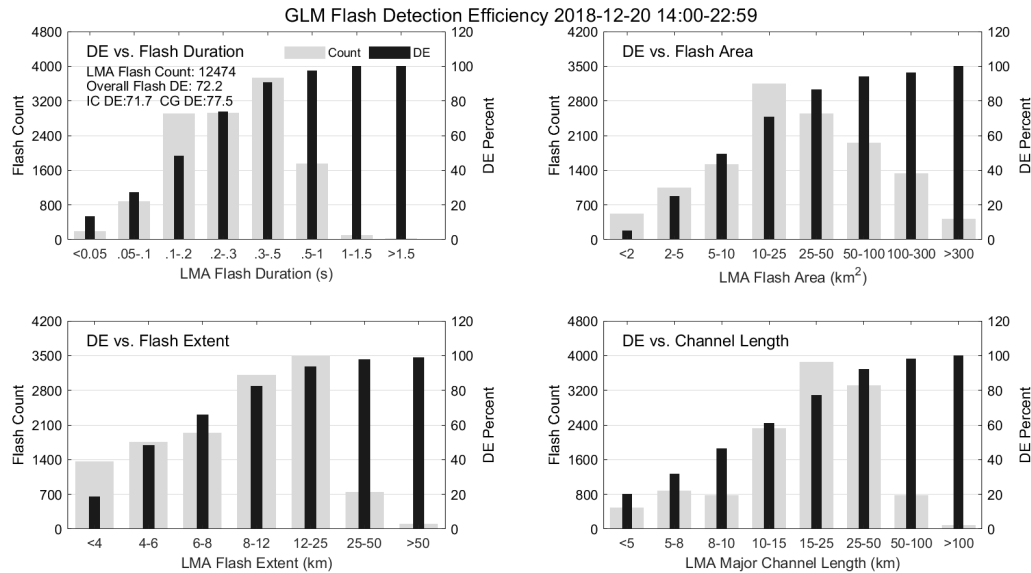 GLM Flash Detection Efficiency 2018-12-20 14:00-22:59
DE vs. Flash Duration
Count DE
LMA Flash Count: 12474
Overall Flash DE: 72.2
IC DE:71.7 CG DE:77.5
4800
4000
3200
2400
1600
800
0
Flash Count
120
100
80
60
40
20
0
DE Percent
<0.05 .05-.1 .1-.2 .2-.3 .3-.5 .5-1 1-1.5 >1.5
LMA Flash Duration (s)
DE vs. Flash Area
4200
3500
2800
2100
1400
700
0
Flash Count
120
100
80
60
40
20
0
DE Percent
<2 2-5 5-10 10-25 25-50 50-100 100-300 >300
LMA Flash Area (km²)
DE vs. Flash Extent
4200
3500
2800
2100
1400
700
0
Flash Count
120
100
80
60
40
20
0
DE Percent
<4 4-6 6-8 8-12 12-25 25-50 >50
LMA Flash Extent (km)
DE vs. Channel Length
4800
4000
3200
2400
1600
800
0
Flash Count
120
100
80
60
40
20
0
DE Percent
<5 5-8 8-10 10-15 15-25 25-50 50-100 >100
LMA Major Channel Length (km)